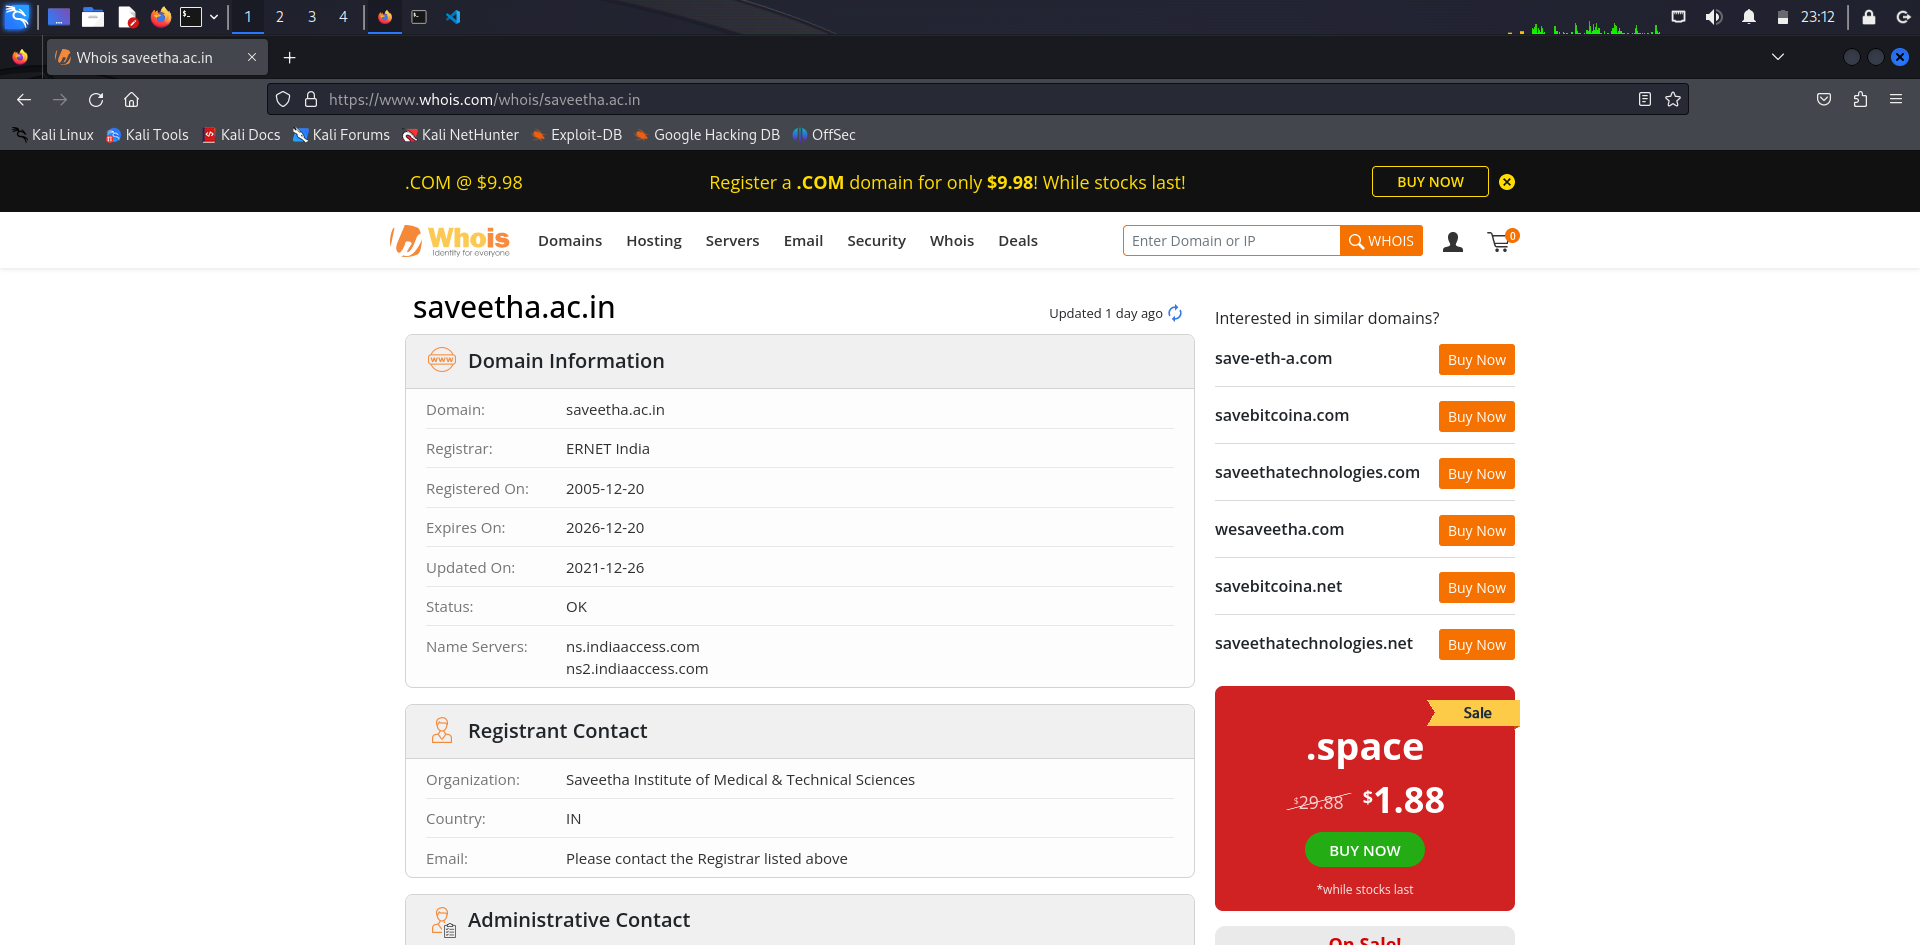 1 2 3 4
23:12
Whois saveetha.ac.in
https://www.whois.com/whois/saveetha.ac.in
Kali Linux Kali Tools Kali Docs Kali Forums Kali NetHunter Exploit-DB Google Hacking DB OffSec
.COM @ $9.98 Register a .COM domain for only $9.98! While stocks last! BUY NOW
Whois
Identity for everyone
Domains Hosting Servers Email Security Whois Deals Enter Domain or IP WHOIS 0
saveetha.ac.in
Updated 1 day ago
Domain Information
WWW
Domain: saveetha.ac.in
Registrar: ERNET India
Registered On: 2005-12-20
Expires On: 2026-12-20
Updated On: 2021-12-26
Status: OK
Name Servers: ns.indiaaccess.com
ns2.indiaaccess.com
Registrant Contact
Organization: Saveetha Institute of Medical & Technical Sciences
Country: IN
Email: Please contact the Registrar listed above
Administrative Contact
Interested in similar domains?
save-eth-a.com Buy Now
savebitcoina.com Buy Now
saveethatechnologies.com Buy Now
wesaveetha.com Buy Now
savebitcoina.net Buy Now
saveethatechnologies.net Buy Now
Sale
.space
$29.88 $1.88
BUY NOW
*while stocks last
On Sale!